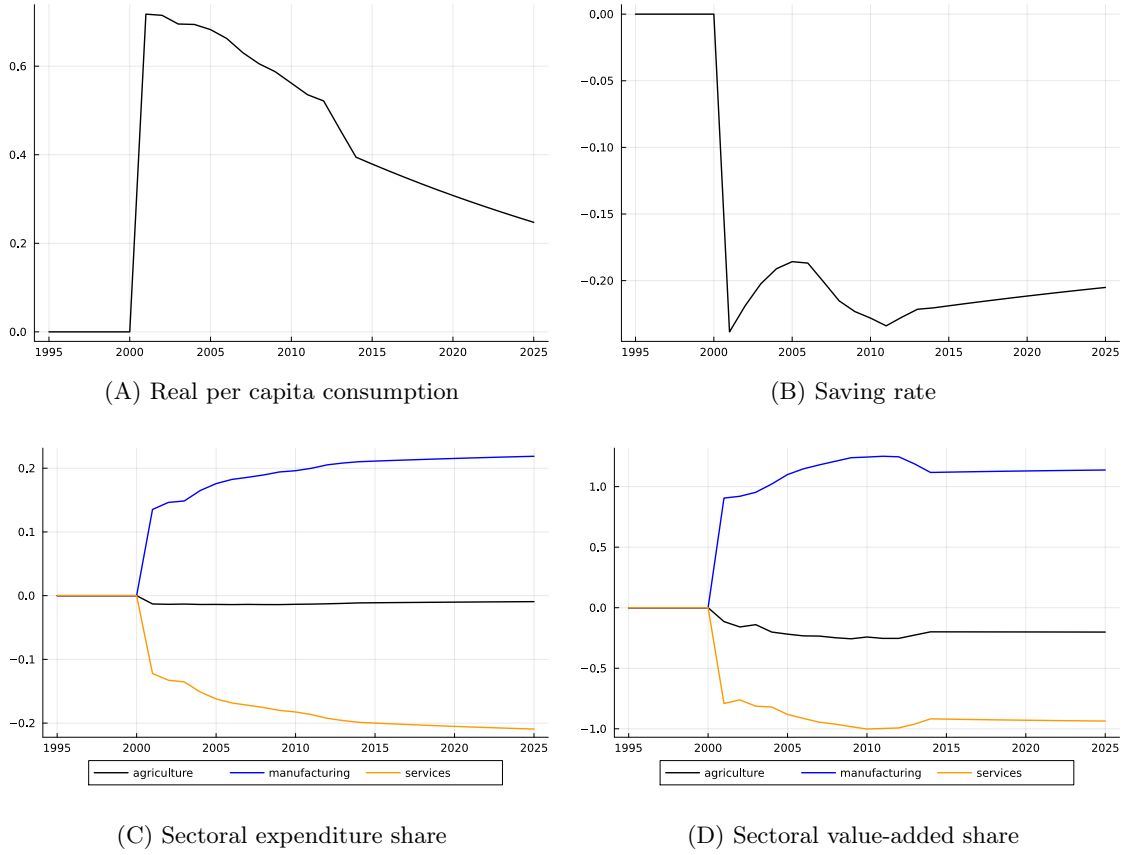 0.6
0.4
0.2
0.0
1995 2000 2005 2010 2015 2020 2025
(A) Real per capita consumption
0.00
−0.05
−0.10
−0.15
−0.20
1995 2000 2005 2010 2015 2020 2025
(B) Saving rate
0.2
0.1
0.0
−0.1
−0.2
1995 2000 2005 2010 2015 2020 2025
agriculture manufacturing services
(C) Sectoral expenditure share
1.0
0.5
0.0
−0.5
−1.0
1995 2000 2005 2010 2015 2020 2025
agriculture manufacturing services
(D) Sectoral value-added share